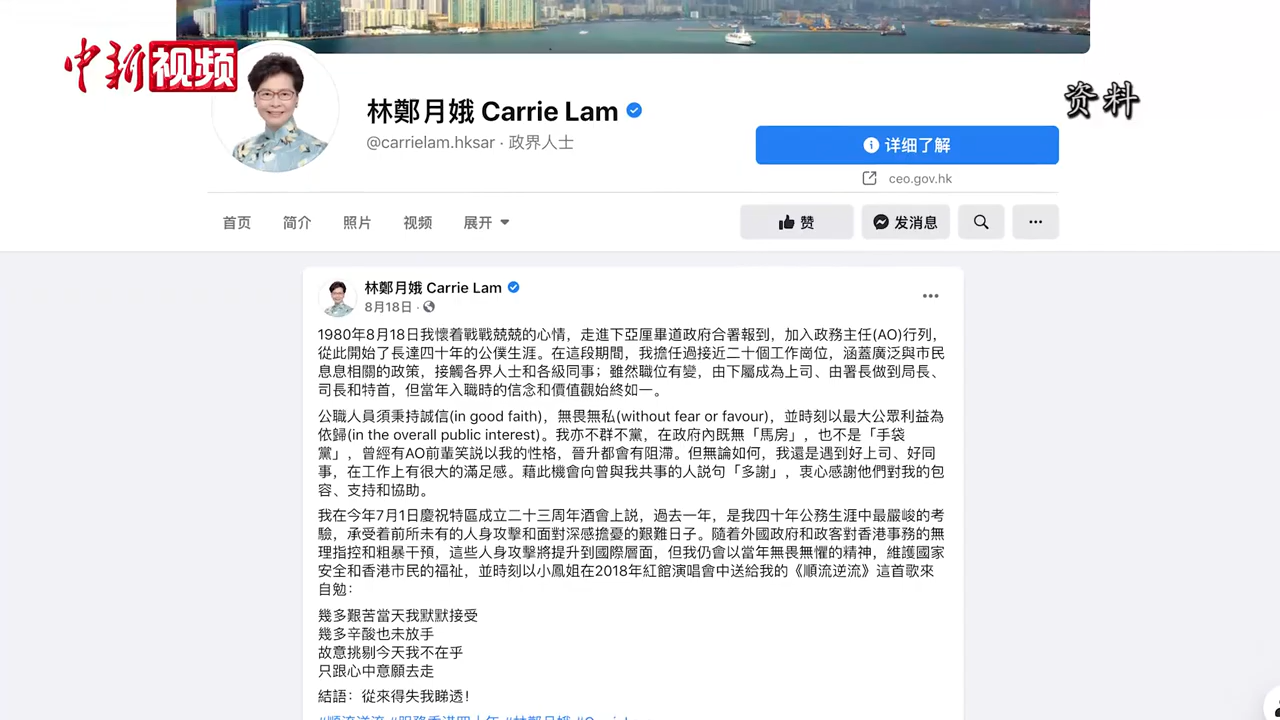 中新视频
资料
林鄭月娥 Carrie Lam
@carrielam.hksar · 政界人士
详细了解
ceo.gov.hk
首页 简介 照片 视频 展开
赞 发消息
林鄭月娥 Carrie Lam
8月18日 ·
1980年8月18日我懷着戰戰兢兢的心情，走進下亞厘畢道政府合署報到，加入政務主任(AO)行列，
從此開始了長達四十年的公僕生涯。在這段期間，我擔任過接近二十個工作崗位，涵蓋廣泛與市民
息息相關的政策，接觸各界人士和各級同事；雖然職位有變，由下屬成為上司、由署長做到局長、
司長和特首，但當年入職時的信念和價值觀始終如一。
公職人員須秉持誠信(in good faith)，無畏無私(without fear or favour)，並時刻以最大公眾利益為
依歸(in the overall public interest)。我亦不群不黨，在政府內既無「馬房」，也不是「手袋
黨」，曾經有AO前輩笑説以我的性格，晉升都會有阻滯。但無論如何，我還是遇到好上司、好同
事，在工作上有很大的滿足感。藉此機會向曾與我共事的人説句「多謝」，衷心感謝他們對我的包
容、支持和協助。
我在今年7月1日慶祝特區成立二十三周年酒會上説，過去一年，是我四十年公務生涯中最嚴峻的考
驗，承受着前所未有的人身攻擊和面對深感擔憂的艱難日子。隨着外國政府和政客對香港事務的無
理指控和粗暴干預，這些人身攻擊將提升到國際層面，但我仍會以當年無畏無懼的精神，維護國家
安全和香港市民的福祉，並時刻以小鳳姐在2018年紅館演唱會中送給我的《順流逆流》這首歌來
自勉：
幾多艱苦當天我默默接受
幾多辛酸也未放手
故意挑剔今天我不在乎
只跟心中意願去走
結語：從來得失我睇透！